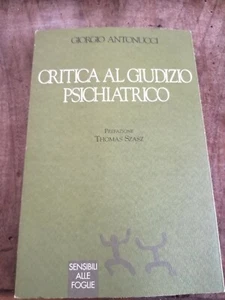 GIORGIO ANTONUCCI
CRITICA AL GIUDIZIO
PSICHIATRICO
PREFAZIONE
THOMAS SZASZ
SENSIBILI
ALLE
FOGLIE